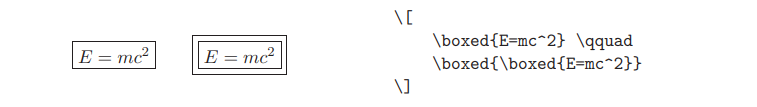 E = mc² E = mc²
\[
\boxed{E=mc^2} \qquad
\boxed{\boxed{E=mc^2}}
\]